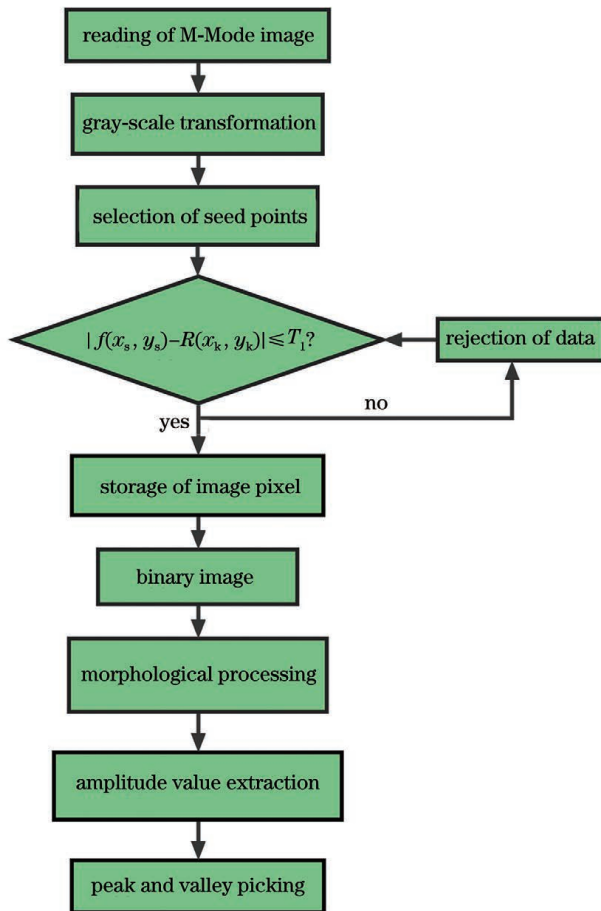 reading of M-Mode image
gray-scale transformation
selection of seed points
|f(xₛ, yₛ)–R(xₖ, yₖ)|⩽T₁?
rejection of data
no
yes
storage of image pixel
binary image
morphological processing
amplitude value extraction
peak and valley picking